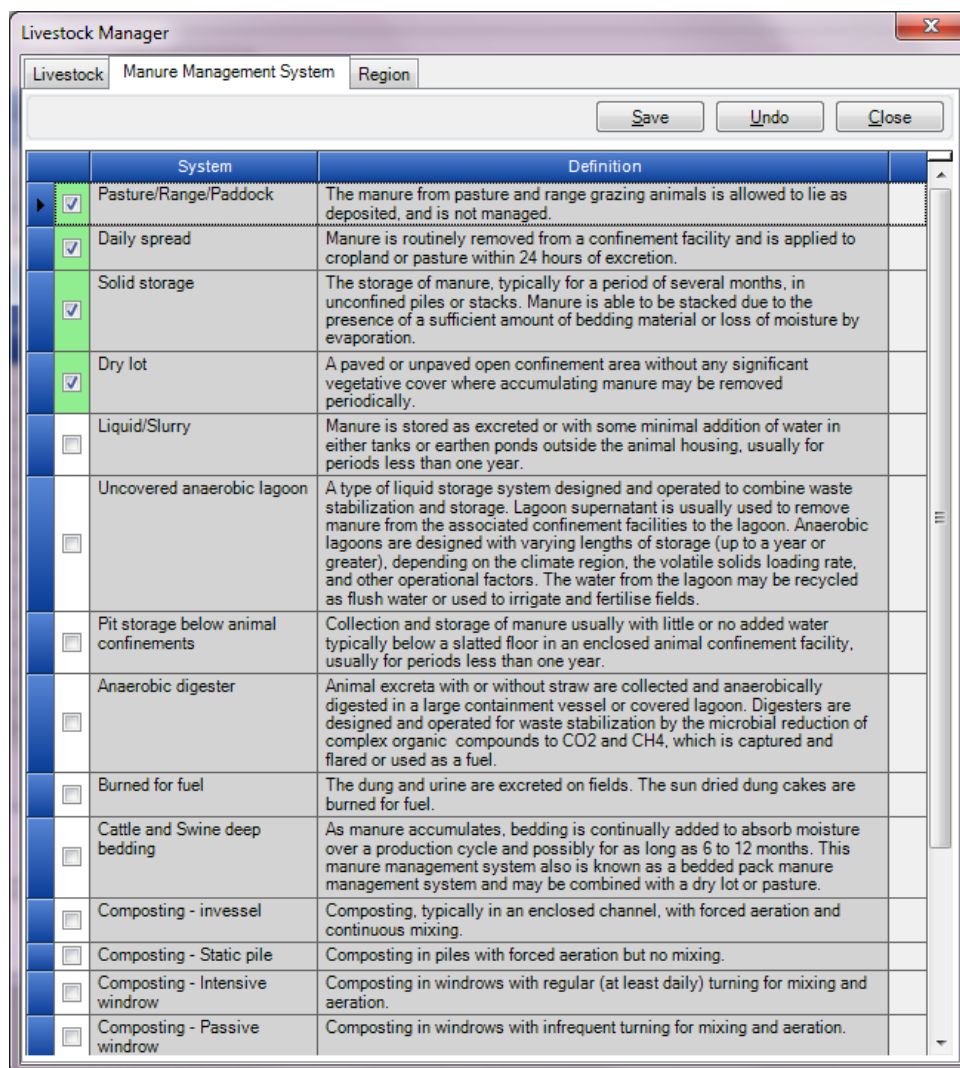 Livestock Manager
Livestock
Manure Management System
Region
Save
Undo
Close
System
Definition
Pasture/Range/Paddock
The manure from pasture and range grazing animals is allowed to lie as
deposited, and is not managed.
Daily spread
Manure is routinely removed from a confinement facility and is applied to
cropland or pasture within 24 hours of excretion.
Solid storage
The storage of manure, typically for a period of several months, in
unconfined piles or stacks. Manure is able to be stacked due to the
presence of a sufficient amount of bedding material or loss of moisture by
evaporation.
Dry lot
A paved or unpaved open confinement area without any significant
vegetative cover where accumulating manure may be removed
periodically.
Liquid/Slurry
Manure is stored as excreted or with some minimal addition of water in
either tanks or earthen ponds outside the animal housing, usually for
periods less than one year.
Uncovered anaerobic lagoon
A type of liquid storage system designed and operated to combine waste
stabilization and storage. Lagoon supernatant is usually used to remove
manure from the associated confinement facilities to the lagoon. Anaerobic
lagoons are designed with varying lengths of storage (up to a year or
greater), depending on the climate region, the volatile solids loading rate,
and other operational factors. The water from the lagoon may be recycled
as flush water or used to irrigate and fertilise fields.
Pit storage below animal
confinements
Collection and storage of manure usually with little or no added water
typically below a slatted floor in an enclosed animal confinement facility,
usually for periods less than one year.
Anaerobic digester
Animal excreta with or without straw are collected and anaerobically
digested in a large containment vessel or covered lagoon. Digesters are
designed and operated for waste stabilization by the microbial reduction of
complex organic  compounds to CO2 and CH4, which is captured and
flared or used as a fuel.
Burned for fuel
The dung and urine are excreted on fields. The sun dried dung cakes are
burned for fuel.
Cattle and Swine deep
bedding
As manure accumulates, bedding is continually added to absorb moisture
over a production cycle and possibly for as long as 6 to 12 months. This
manure management system also is known as a bedded pack manure
management system and may be combined with a dry lot or pasture.
Composting - invessel
Composting, typically in an enclosed channel, with forced aeration and
continuous mixing.
Composting - Static pile
Composting in piles with forced aeration but no mixing.
Composting - Intensive
windrow
Composting in windrows with regular (at least daily) turning for mixing and
aeration.
Composting - Passive
windrow
Composting in windrows with infrequent turning for mixing and aeration.